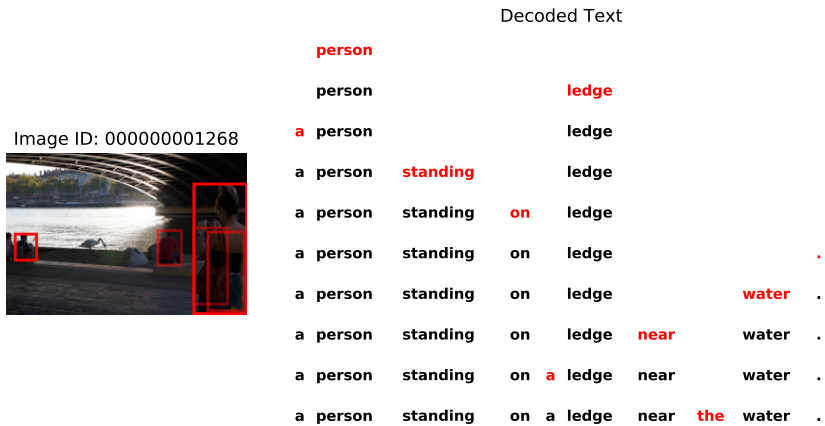 Decoded Text
person
person ledge
a person ledge
Image ID: 000000001268
a person standing ledge
a person standing on ledge
a person standing on ledge .
a person standing on ledge water .
a person standing on ledge near water .
a person standing on a ledge near water .
a person standing on a ledge near the water .